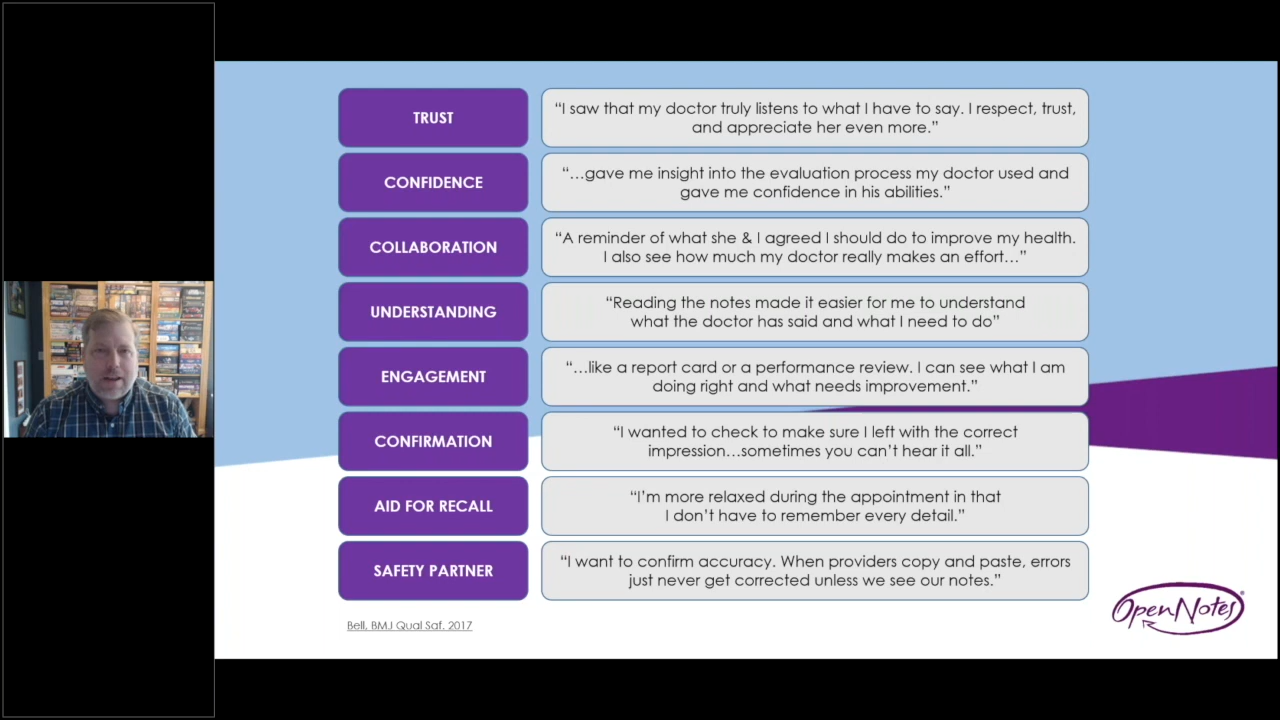 TRUST
“I saw that my doctor truly listens to what I have to say. I respect, trust,
and appreciate her even more.”
CONFIDENCE
“…gave me insight into the evaluation process my doctor used and
gave me confidence in his abilities.”
COLLABORATION
“A reminder of what she & I agreed I should do to improve my health.
I also see how much my doctor really makes an effort…”
UNDERSTANDING
“Reading the notes made it easier for me to understand
what the doctor has said and what I need to do”
ENGAGEMENT
“…like a report card or a performance review. I can see what I am
doing right and what needs improvement.”
CONFIRMATION
“I wanted to check to make sure I left with the correct
impression…sometimes you can’t hear it all.”
AID FOR RECALL
“I’m more relaxed during the appointment in that
I don’t have to remember every detail.”
SAFETY PARTNER
“I want to confirm accuracy. When providers copy and paste, errors
just never get corrected unless we see our notes.”
Bell, BMJ Qual Saf. 2017
OpenNotes